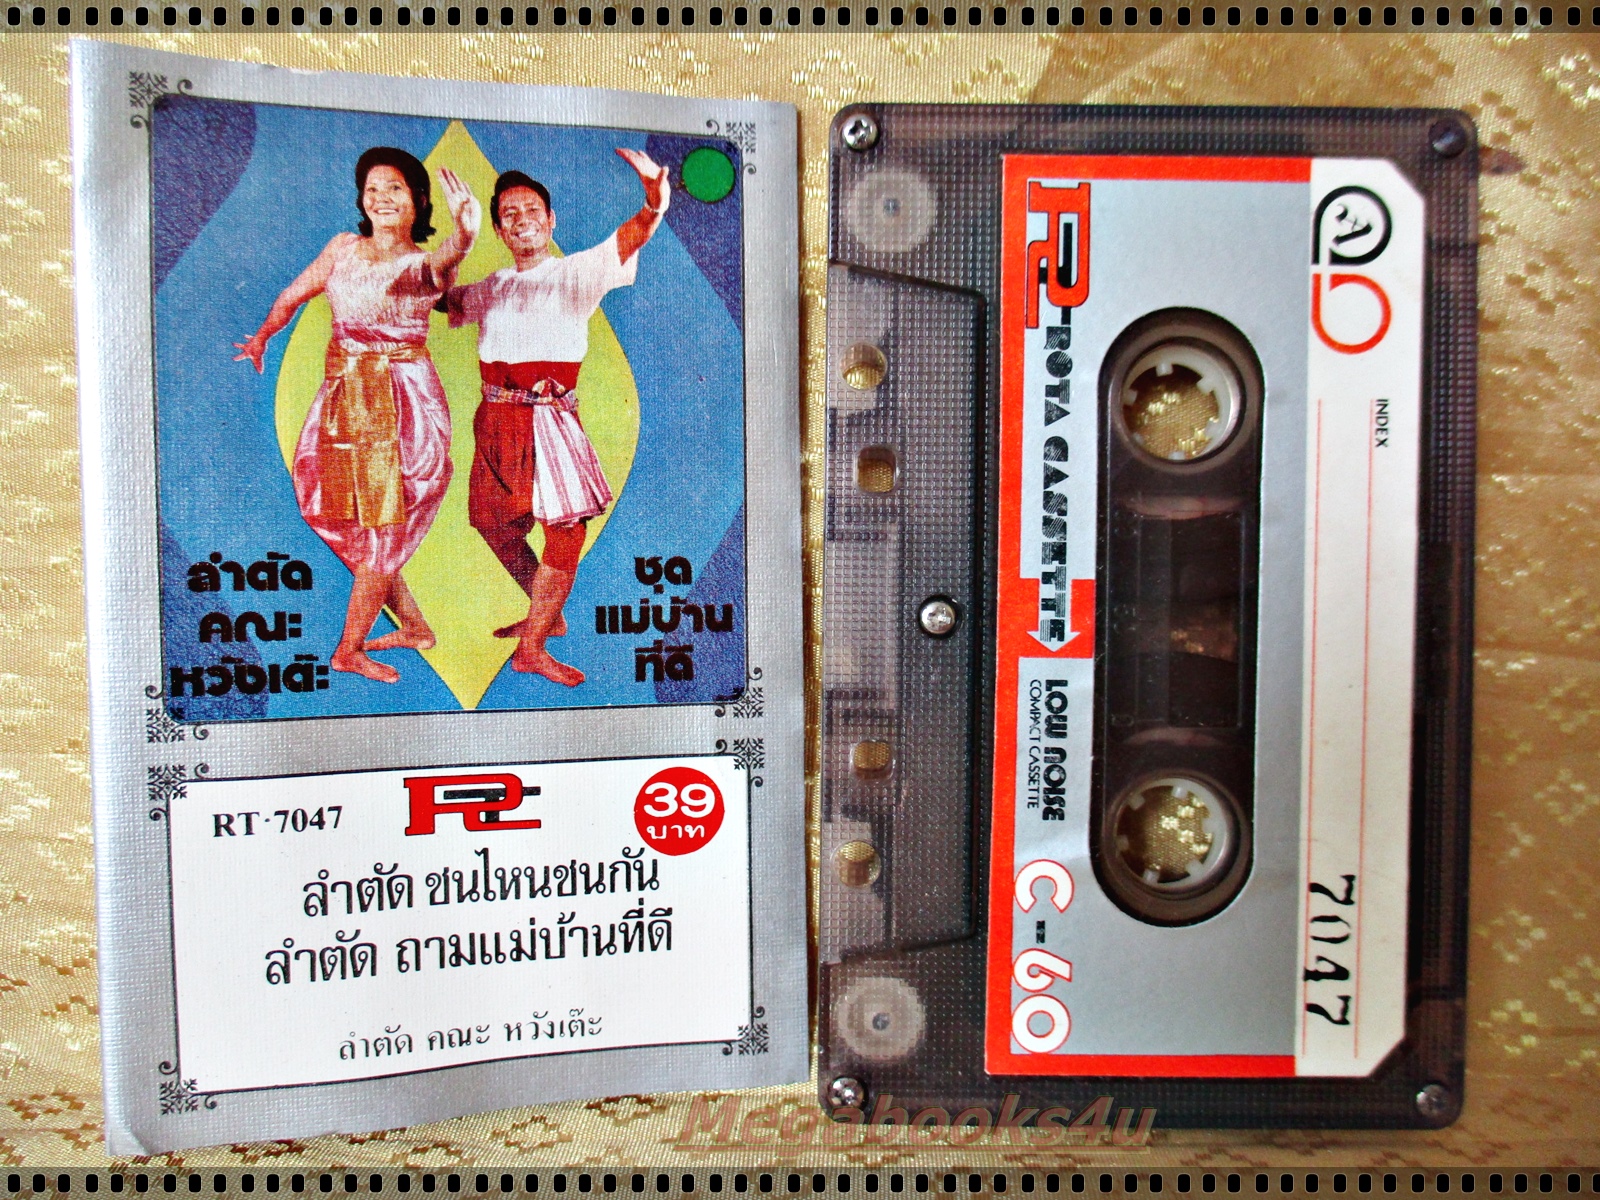 ลำตัด
คณะ
หวังเต๊ะ
ชุด
แม่บ้าน
ที่ดี
RT·7047
39
บาท
ลำตัด ชนไหนชนกัน
ลำตัด ถามแม่บ้านที่ดี
ลำตัด คณะ หวังเต๊ะ
ROTA CASSETTE
LOW NOISE
COMPACT CASSETTE
C-60
A
INDEX
7047
Megabooks4u